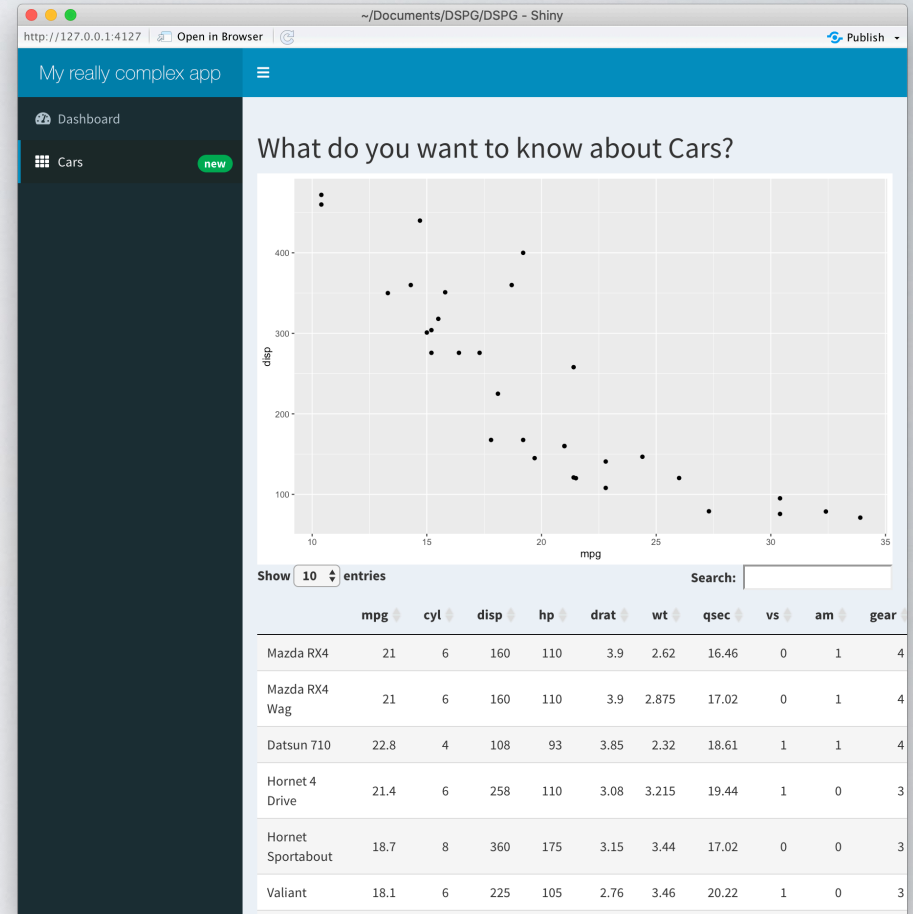 ~/Documents/DSPG/DSPG - Shiny
http://127.0.0.1:4127 Open in Browser Publish
My really complex app
Dashboard
Cars new
What do you want to know about Cars?
400
300
200
100
disp
10 15 20 25 30 35
mpg
Show 10 entries Search:
mpg cyl disp hp drat wt qsec vs am gear
Mazda RX4 21 6 160 110 3.9 2.62 16.46 0 1 4
Mazda RX4
Wag 21 6 160 110 3.9 2.875 17.02 0 1 4
Datsun 710 22.8 4 108 93 3.85 2.32 18.61 1 1 4
Hornet 4
Drive 21.4 6 258 110 3.08 3.215 19.44 1 0 3
Hornet
Sportabout 18.7 8 360 175 3.15 3.44 17.02 0 0 3
Valiant 18.1 6 225 105 2.76 3.46 20.22 1 0 3